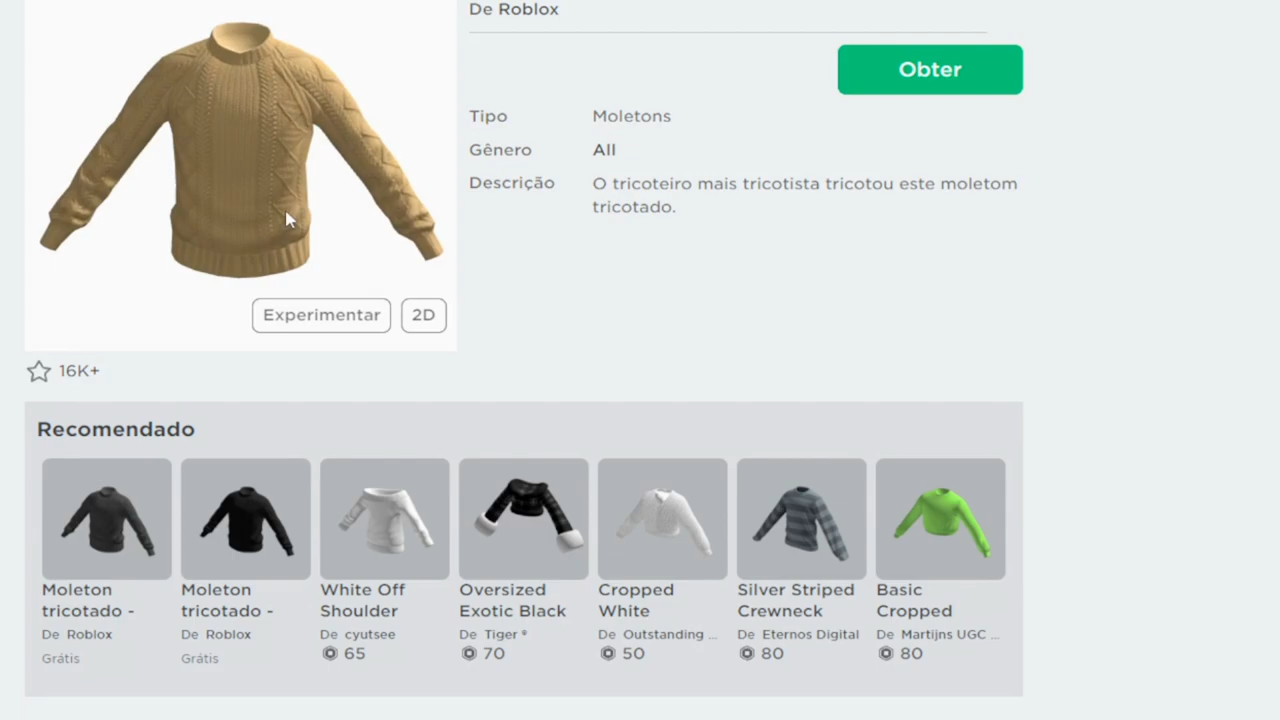 De Roblox
Obter
Tipo Moletons
Gênero All
Descrição O tricoteiro mais tricotista tricotou este moletom
tricotado.
Experimentar 2D
16K+
Recomendado
Moleton
tricotado -
De Roblox
Grátis
Moleton
tricotado -
De Roblox
Grátis
White Off
Shoulder
De cyutsee
65
Oversized
Exotic Black
De Tiger ®
70
Cropped
White
De Outstanding ...
50
Silver Striped
Crewneck
De Eternos Digital
80
Basic
Cropped
De Martijns UGC ...
80